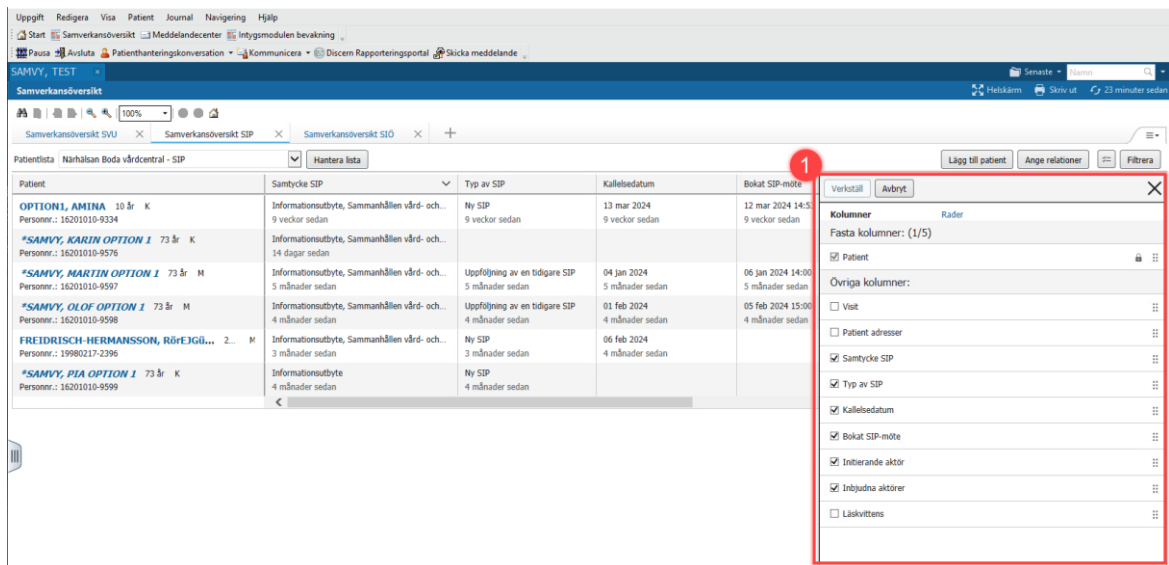 Uppgift Redigera Visa Patient Journal Navigering Hjälp
Start Samverkansöversikt Meddelandecenter Intygsmodulen bevakning
Pausa Avsluta Patienthanteringskonversation Kommunicera Discern Rapporteringsportal Skicka meddelande
SAMVY, TEST × Senaste Namn
Samverkansöversikt Helskärm Skriv ut 23 minuter sedan
100%
Samverkansöversikt SVU × Samverkansöversikt SIP × Samverkansöversikt SIÖ × +
Patientlista Närhälsan Boda vårdcentral - SIP Hantera lista Lägg till patient Ange relationer Filtrera
1
Patient Samtycke SIP Typ av SIP Kallelsedatum Bokat SIP-möte
OPTION1, AMINA 10 år K Informationsutbyte, Sammanhållen vård- och... Ny SIP 13 mar 2024 12 mar 2024 14:5
Personnr.: 16201010-9334 9 veckor sedan 9 veckor sedan 9 veckor sedan 9 veckor sedan
*SAMVY, KARIN OPTION 1 73 år K Informationsutbyte, Sammanhållen vård- och...
Personnr.: 16201010-9576 14 dagar sedan
*SAMVY, MARTIN OPTION 1 73 år M Informationsutbyte, Sammanhållen vård- och... Uppföljning av en tidigare SIP 04 jan 2024 06 jan 2024 14:00
Personnr.: 16201010-9597 5 månader sedan 5 månader sedan 5 månader sedan 5 månader sedan
*SAMVY, OLOF OPTION 1 73 år M Informationsutbyte, Sammanhållen vård- och... Uppföljning av en tidigare SIP 01 feb 2024 05 feb 2024 15:00
Personnr.: 16201010-9598 4 månader sedan 4 månader sedan 4 månader sedan 4 månader sedan
FREIDRISCH-HERMANSSON, RörEJGü... 2... M Informationsutbyte, Sammanhållen vård- och... Ny SIP 06 feb 2024
Personnr.: 19980217-2396 3 månader sedan 3 månader sedan 4 månader sedan
*SAMVY, PIA OPTION 1 73 år K Informationsutbyte Ny SIP
Personnr.: 16201010-9599 4 månader sedan 4 månader sedan
Verkställ Avbryt
Kolumner Rader
Fasta kolumner: (1/5)
Patient
Övriga kolumner:
Visit
Patient adresser
Samtycke SIP
Typ av SIP
Kallelsedatum
Bokat SIP-möte
Initierande aktör
Inbjudna aktörer
Läskvittens